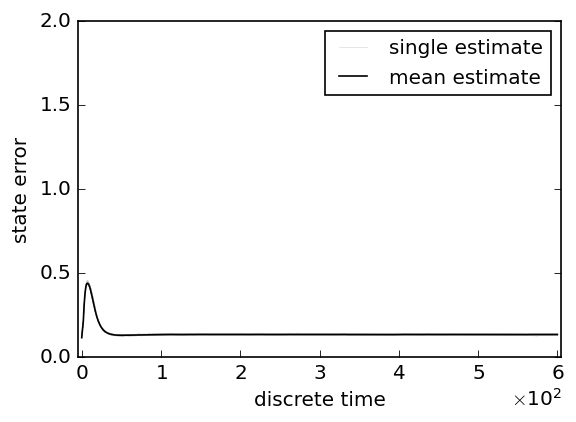 single estimate
mean estimate
2.0
1.5
1.0
0.5
0.0
state error
0 1 2 3 4 5 6
discrete time
×10²